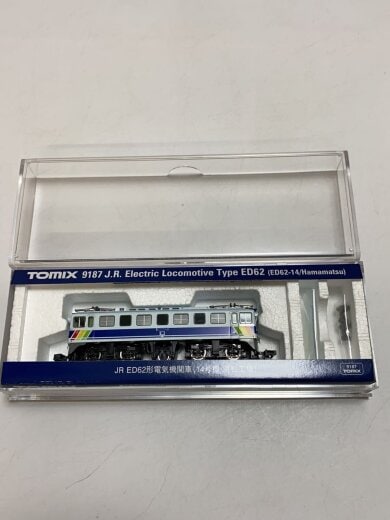 TOMIX 9187 J.R. Electric Locomotive Type ED62 (ED62-14/Hamamatsu)
JR ED62形電気機関車(14号機・浜松工場)
9187
TOMIX